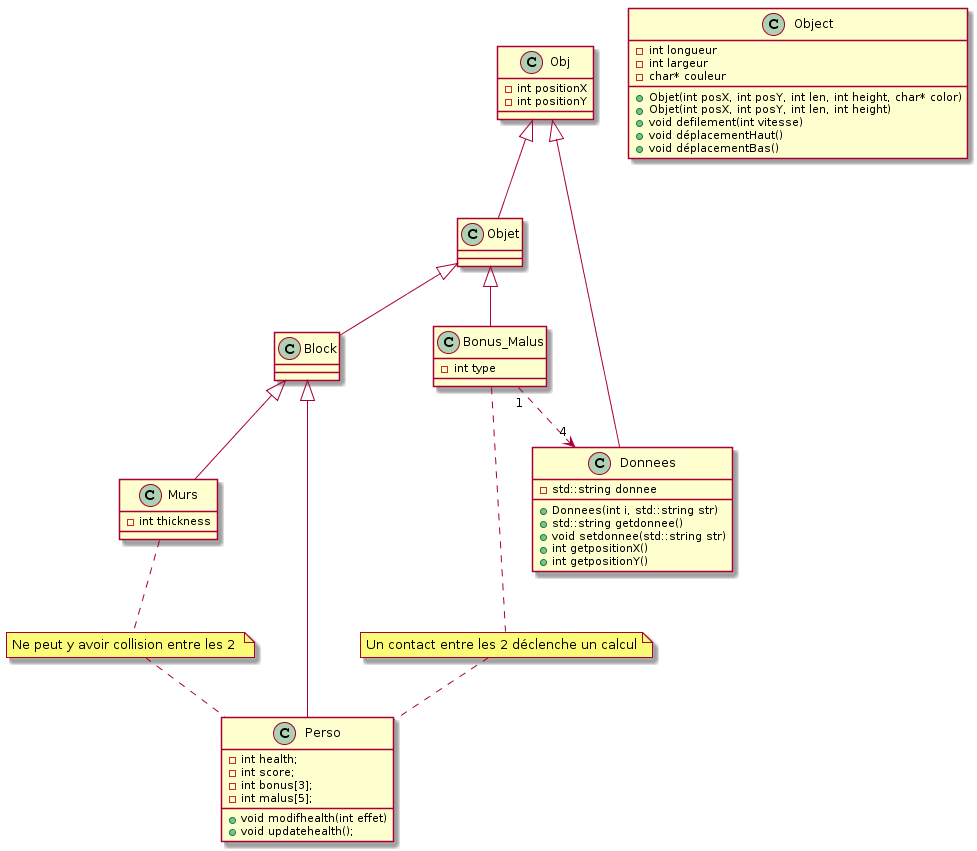 C Object
int longueur
int largeur
char* couleur
Objet(int posX, int posY, int len, int height, char* color)
Objet(int posX, int posY, int len, int height)
void defilement(int vitesse)
void déplacementHaut()
void déplacementBas()
C Obj
int positionX
int positionY
C Objet
C Block
C Bonus_Malus
int type
1
4
C Donnees
std::string donnee
Donnees(int i, std::string str)
std::string getdonnee()
void setdonnee(std::string str)
int getpositionX()
int getpositionY()
C Murs
int thickness
Ne peut y avoir collision entre les 2
Un contact entre les 2 déclenche un calcul
C Perso
int health;
int score;
int bonus[3];
int malus[5];
void modifhealth(int effet)
void updatehealth();